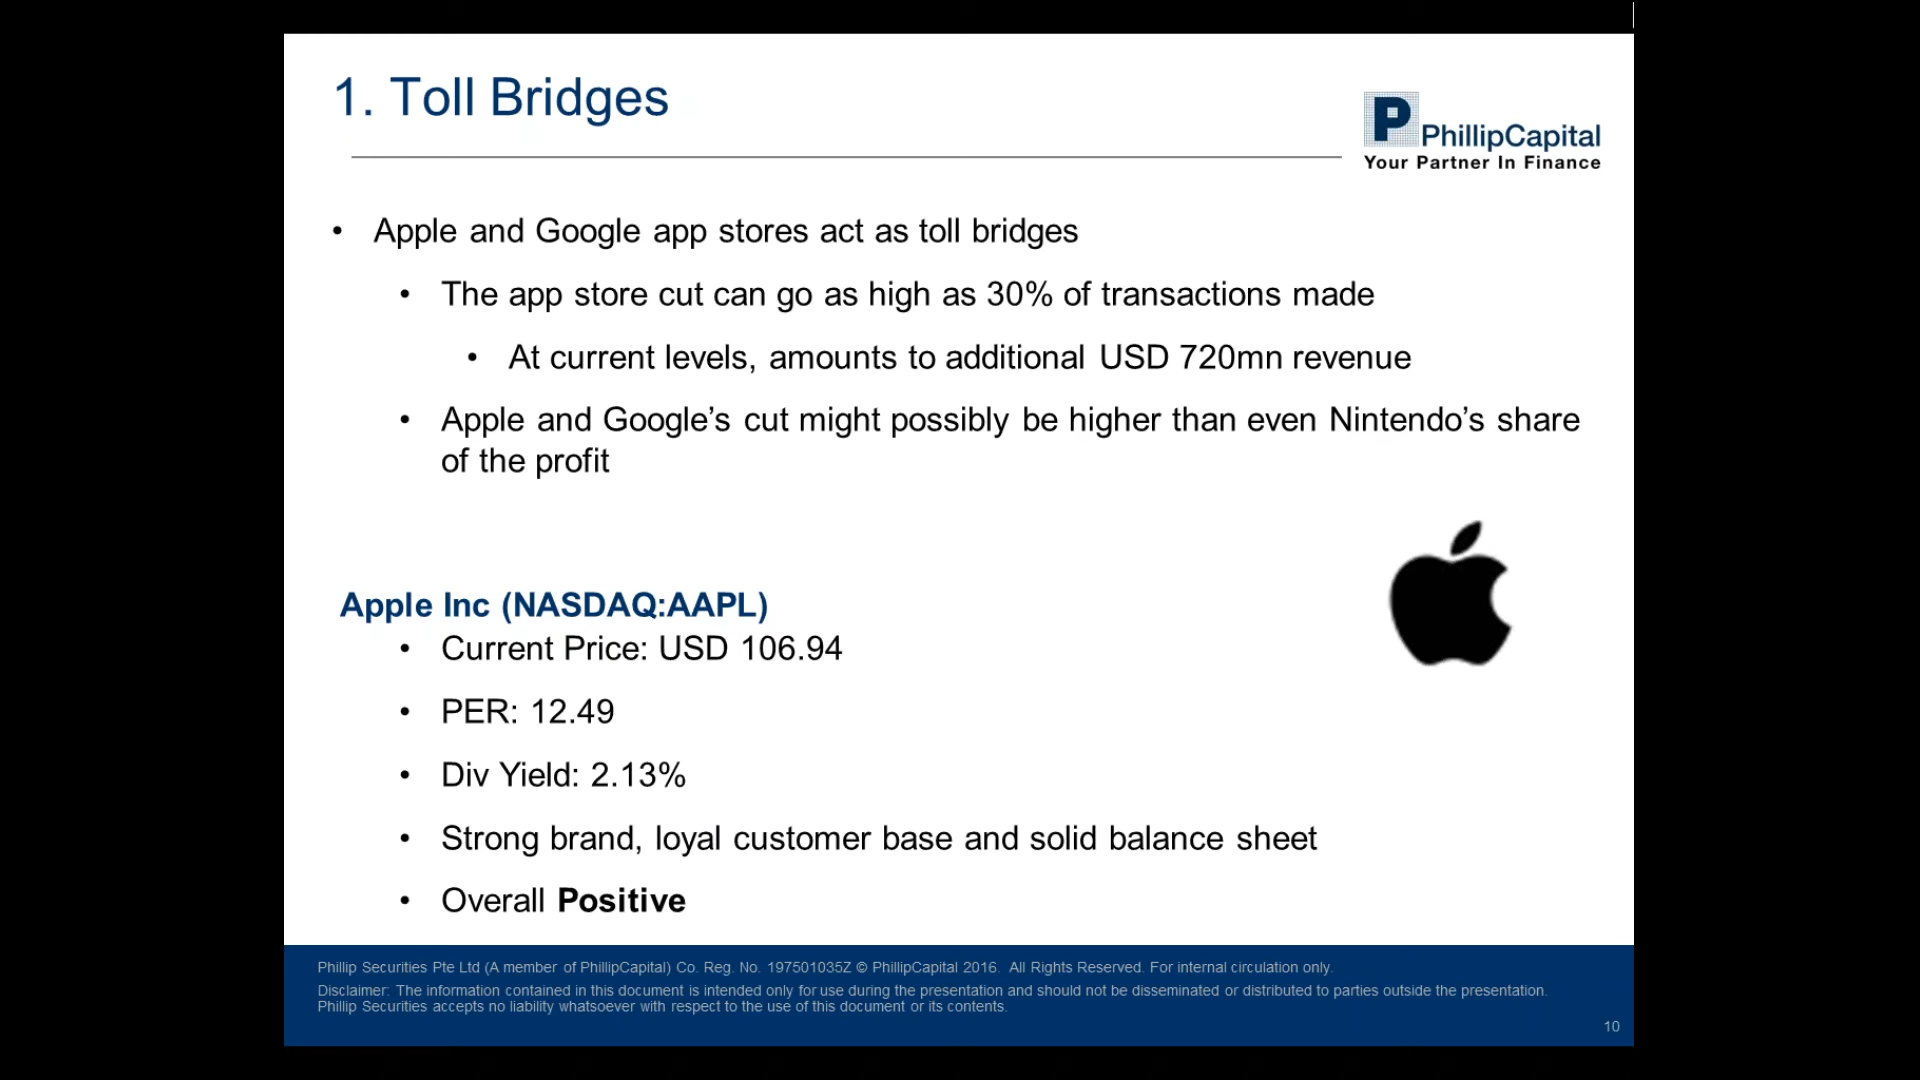 1. Toll Bridges
P PhillipCapital
Your Partner In Finance
• Apple and Google app stores act as toll bridges
• The app store cut can go as high as 30% of transactions made
• At current levels, amounts to additional USD 720mn revenue
• Apple and Google’s cut might possibly be higher than even Nintendo’s share
of the profit
Apple Inc (NASDAQ:AAPL)
• Current Price: USD 106.94
• PER: 12.49
• Div Yield: 2.13%
• Strong brand, loyal customer base and solid balance sheet
• Overall Positive
Phillip Securities Pte Ltd (A member of PhillipCapital) Co. Reg. No. 197501035Z © PhillipCapital 2016. All Rights Reserved. For internal circulation only.
Disclaimer: The information contained in this document is intended only for use during the presentation and should not be disseminated or distributed to parties outside the presentation.
Phillip Securities accepts no liability whatsoever with respect to the use of this document or its contents.
10